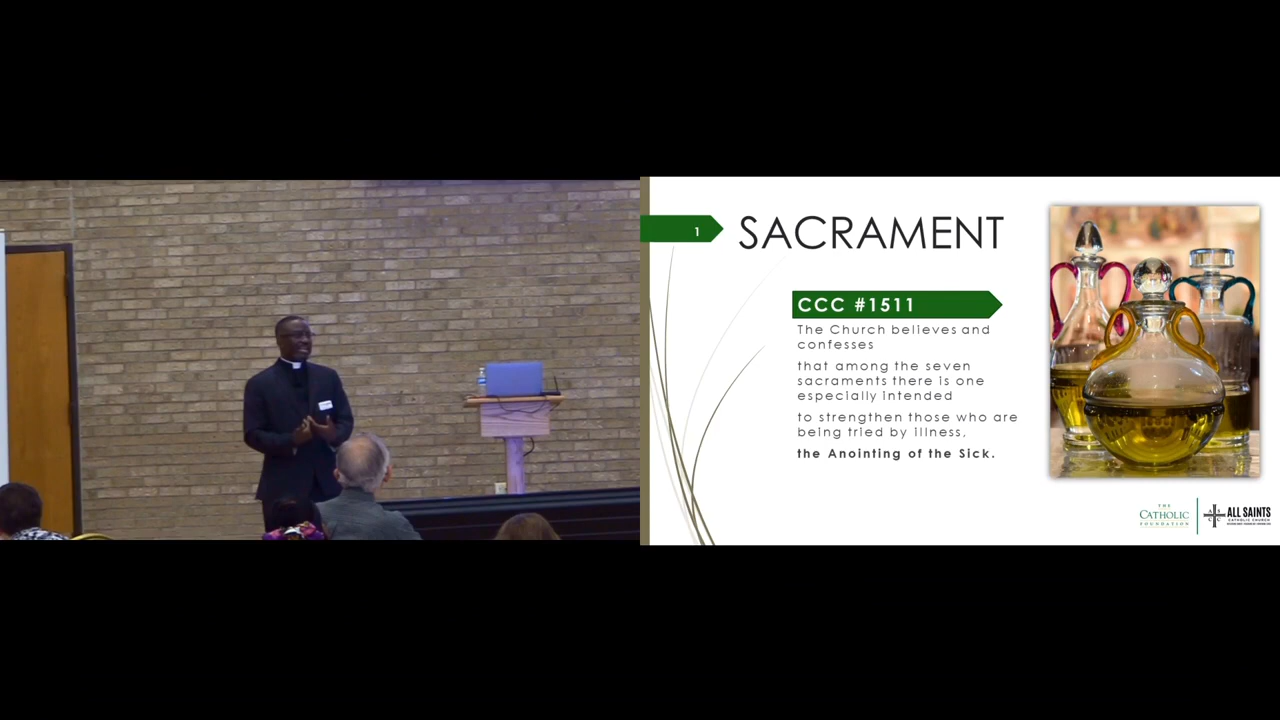 1
SACRAMENT
CCC #1511
The Church believes and
confesses
that among the seven
sacraments there is one
especially intended
to strengthen those who are
being tried by illness,
the Anointing of the Sick.
THE
CATHOLIC
FOUNDATION
ALL SAINTS
CATHOLIC CHURCH